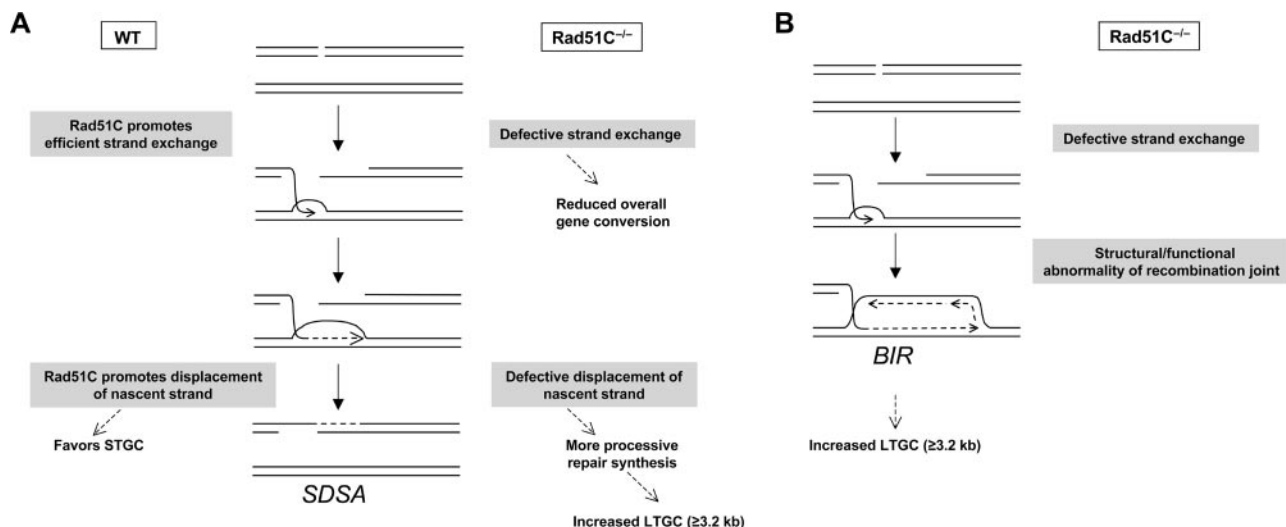 A
WT
Rad51C–/–
Rad51C promotes
efficient strand exchange
Defective strand exchange
Reduced overall
gene conversion
Rad51C promotes displacement
of nascent strand
Favors STGC
Defective displacement of
nascent strand
More processive
repair synthesis
Increased LTGC (≥3.2 kb)
SDSA
B
Rad51C–/–
Defective strand exchange
Structural/functional
abnormality of recombination joint
BIR
Increased LTGC (≥3.2 kb)